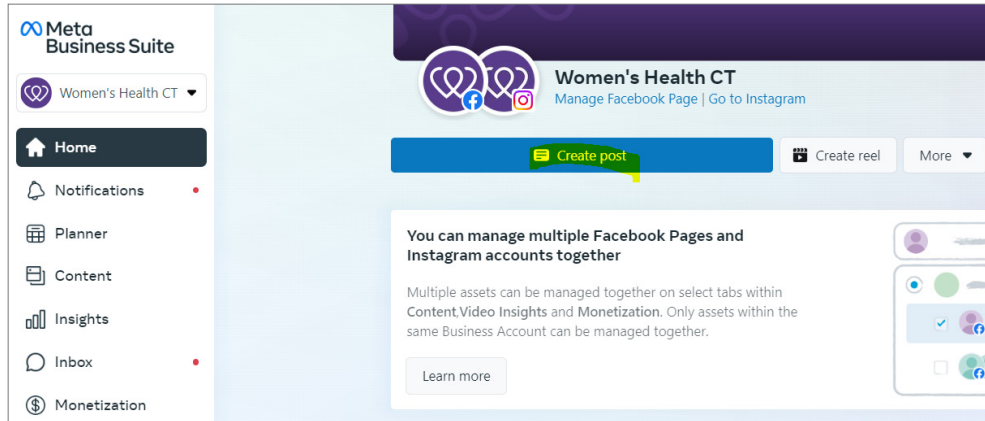 Meta
Business Suite
Women's Health CT
Home
Notifications
Planner
Content
Insights
Inbox
Monetization
Women's Health CT
Manage Facebook Page | Go to Instagram
Create post
Create reel
More
You can manage multiple Facebook Pages and
Instagram accounts together
Multiple assets can be managed together on select tabs within
Content,Video Insights and Monetization. Only assets within the
same Business Account can be managed together.
Learn more